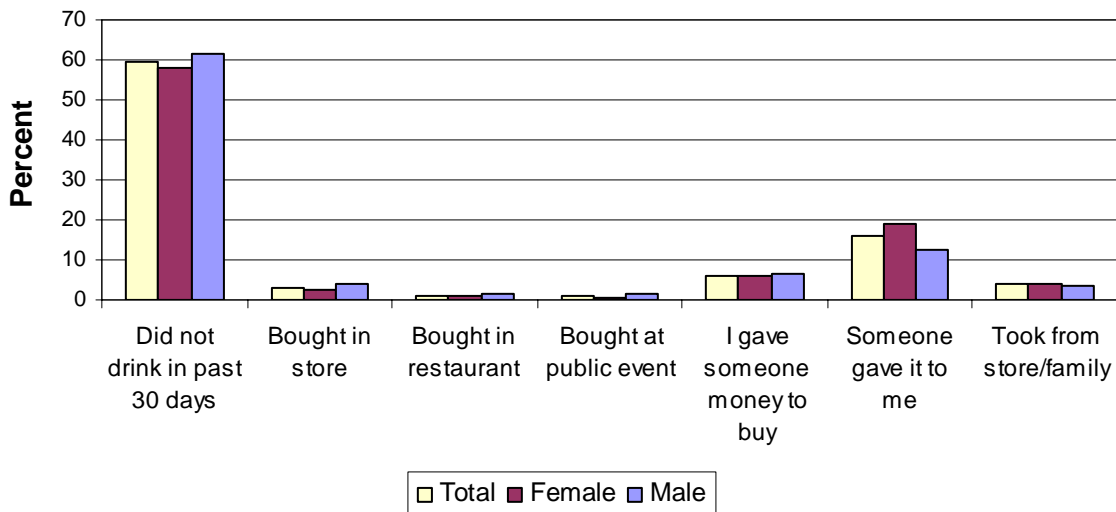 70
60
50
40
30
20
10
0
Percent
Did not
drink in past
30 days
Bought in
store
Bought in
restaurant
Bought at
public event
I gave
someone
money to
buy
Someone
gave it to
me
Took from
store/family
Total Female Male